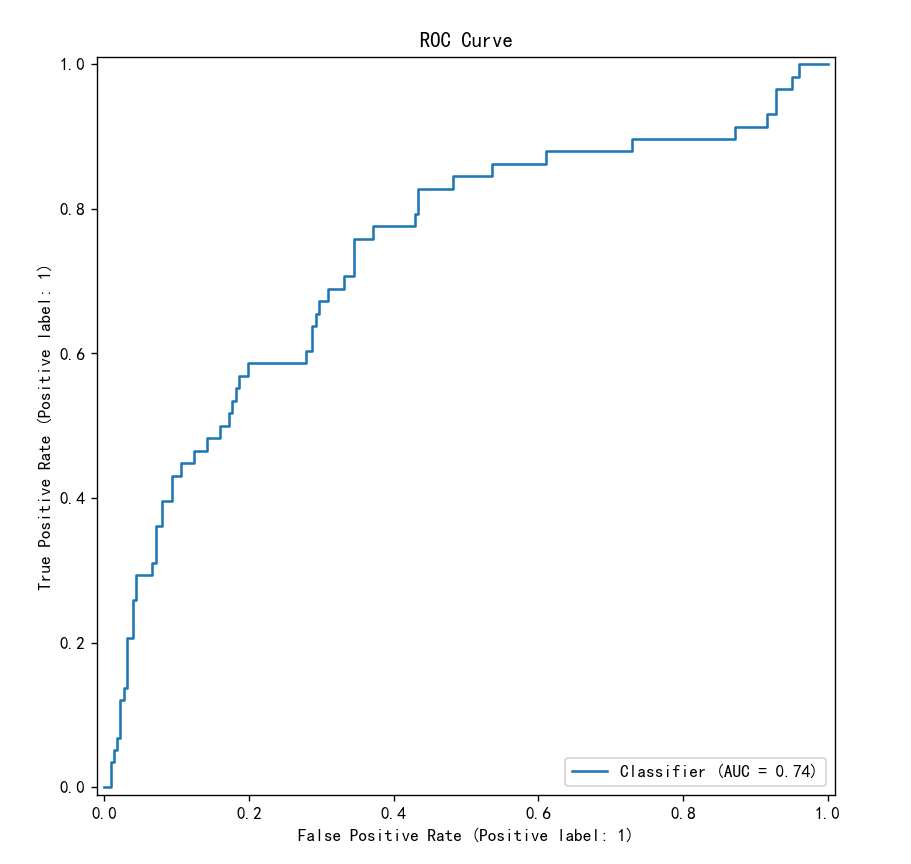 ROC Curve
1.0
0.8
0.6
0.4
0.2
0.0
True Positive Rate (Positive label: 1)
Classifier (AUC = 0.74)
0.0 0.2 0.4 0.6 0.8 1.0
False Positive Rate (Positive label: 1)